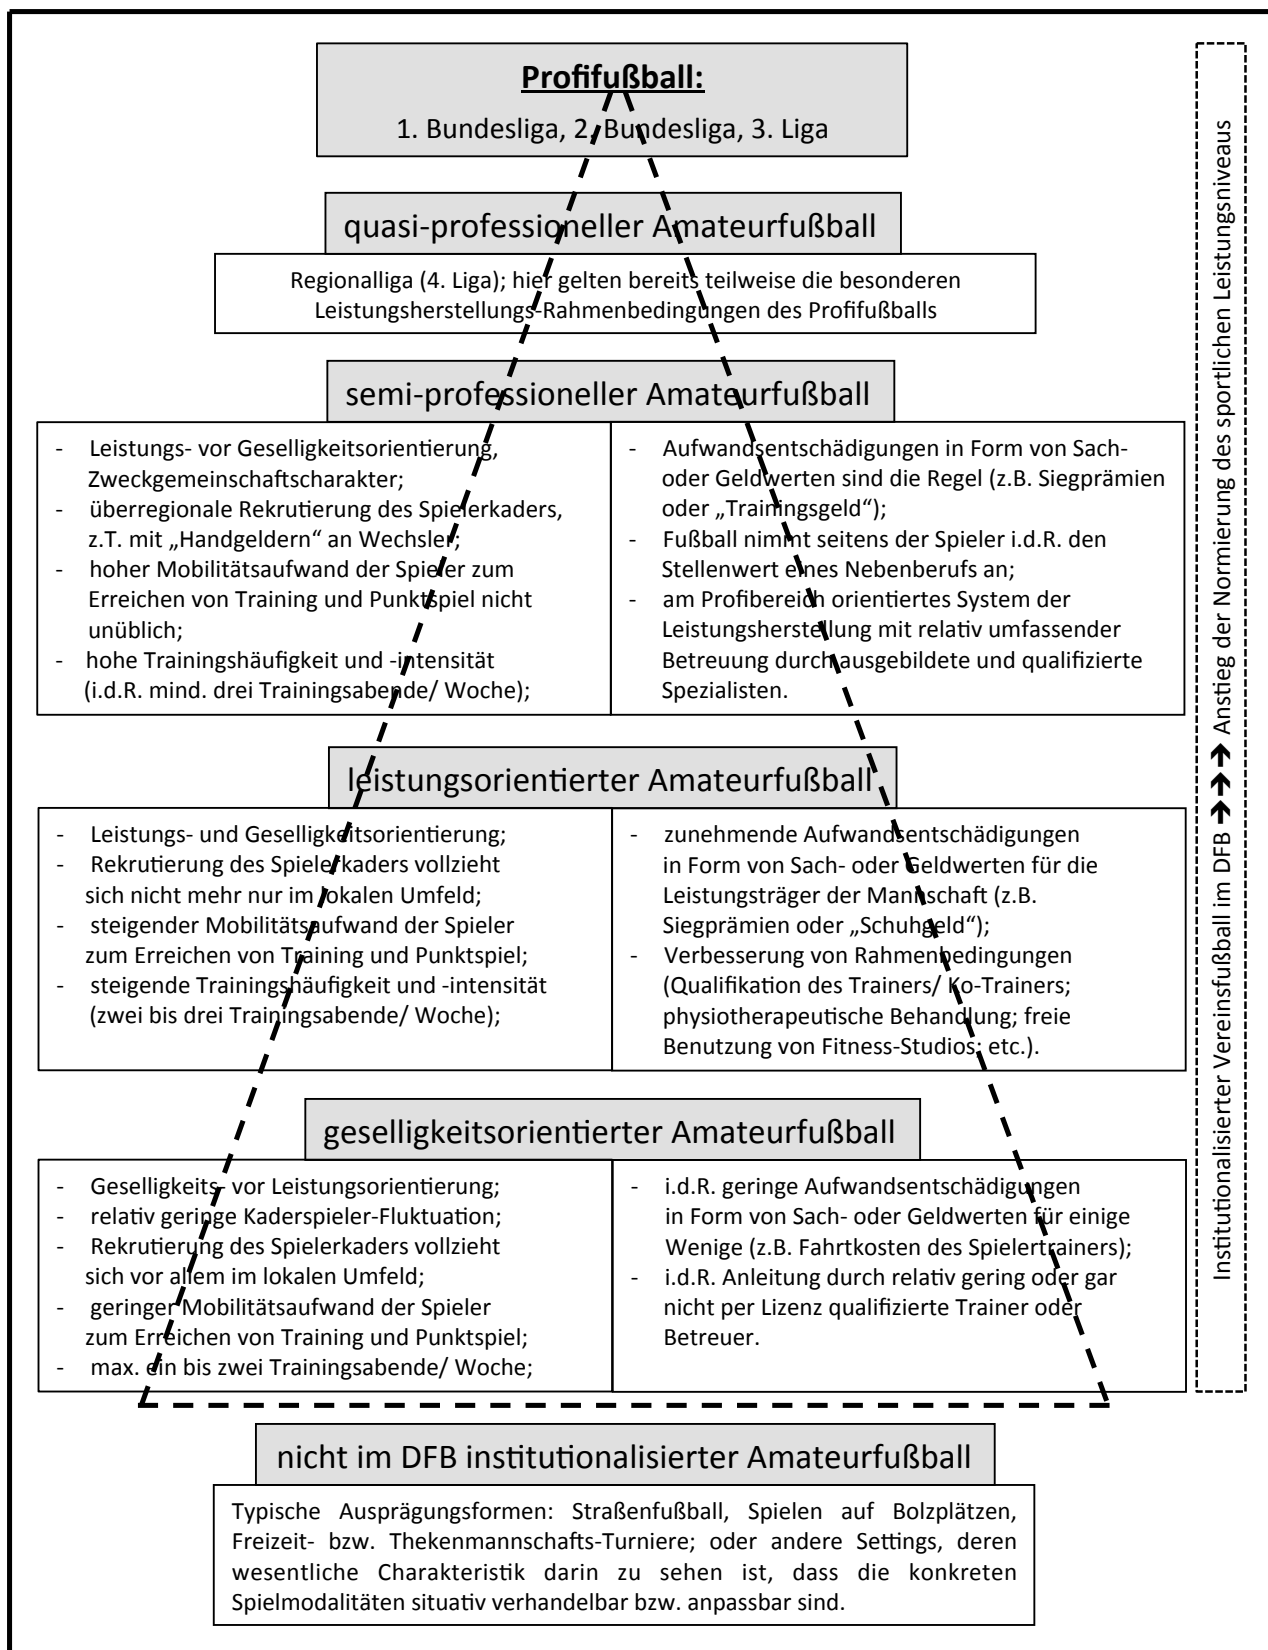 Profifußball:
1. Bundesliga, 2. Bundesliga, 3. Liga
quasi-professioneller Amateurfußball
Regionalliga (4. Liga); hier gelten bereits teilweise die besonderen
Leistungsherstellungs-Rahmenbedingungen des Profifußballs
semi-professioneller Amateurfußball
- Leistungs- vor Geselligkeitsorientierung,
Zweckgemeinschaftscharakter;
- überregionale Rekrutierung des Spielerkaders,
z.T. mit „Handgeldern“ an Wechsler;
- hoher Mobilitätsaufwand der Spieler zum
Erreichen von Training und Punktspiel nicht
unüblich;
- hohe Trainingshäufigkeit und -intensität
(i.d.R. mind. drei Trainingsabende/ Woche);
- Aufwandsentschädigungen in Form von Sach-
oder Geldwerten sind die Regel (z.B. Siegprämien
oder „Trainingsgeld“);
- Fußball nimmt seitens der Spieler i.d.R. den
Stellenwert eines Nebenberufs an;
- am Profibereich orientiertes System der
Leistungsherstellung mit relativ umfassender
Betreuung durch ausgebildete und qualifizierte
Spezialisten.
leistungsorientierter Amateurfußball
- Leistungs- und Geselligkeitsorientierung;
- Rekrutierung des Spielerkaders vollzieht
sich nicht mehr nur im lokalen Umfeld;
- steigender Mobilitätsaufwand der Spieler
zum Erreichen von Training und Punktspiel;
- steigende Trainingshäufigkeit und -intensität
(zwei bis drei Trainingsabende/ Woche);
- zunehmende Aufwandsentschädigungen
in Form von Sach- oder Geldwerten für die
Leistungsträger der Mannschaft (z.B.
Siegprämien oder „Schuhgeld“);
- Verbesserung von Rahmenbedingungen
(Qualifikation des Trainers/ Ko-Trainers;
physiotherapeutische Behandlung; freie
Benutzung von Fitness-Studios; etc.).
geselligkeitsorientierter Amateurfußball
- Geselligkeits- vor Leistungsorientierung;
- relativ geringe Kaderspieler-Fluktuation;
- Rekrutierung des Spielerkaders vollzieht
sich vor allem im lokalen Umfeld;
- geringer Mobilitätsaufwand der Spieler
zum Erreichen von Training und Punktspiel;
- max. ein bis zwei Trainingsabende/ Woche;
- i.d.R. geringe Aufwandsentschädigungen
in Form von Sach- oder Geldwerten für einige
Wenige (z.B. Fahrtkosten des Spielertrainers);
- i.d.R. Anleitung durch relativ gering oder gar
nicht per Lizenz qualifizierte Trainer oder
Betreuer.
nicht im DFB institutionalisierter Amateurfußball
Typische Ausprägungsformen: Straßenfußball, Spielen auf Bolzplätzen,
Freizeit- bzw. Thekenmannschafts-Turniere; oder andere Settings, deren
wesentliche Charakteristik darin zu sehen ist, dass die konkreten
Spielmodalitäten situativ verhandelbar bzw. anpassbar sind.
Institutionalisierter Vereinsfußball im DFB ➔➔➔➔ Anstieg der Normierung des sportlichen Leistungsniveaus